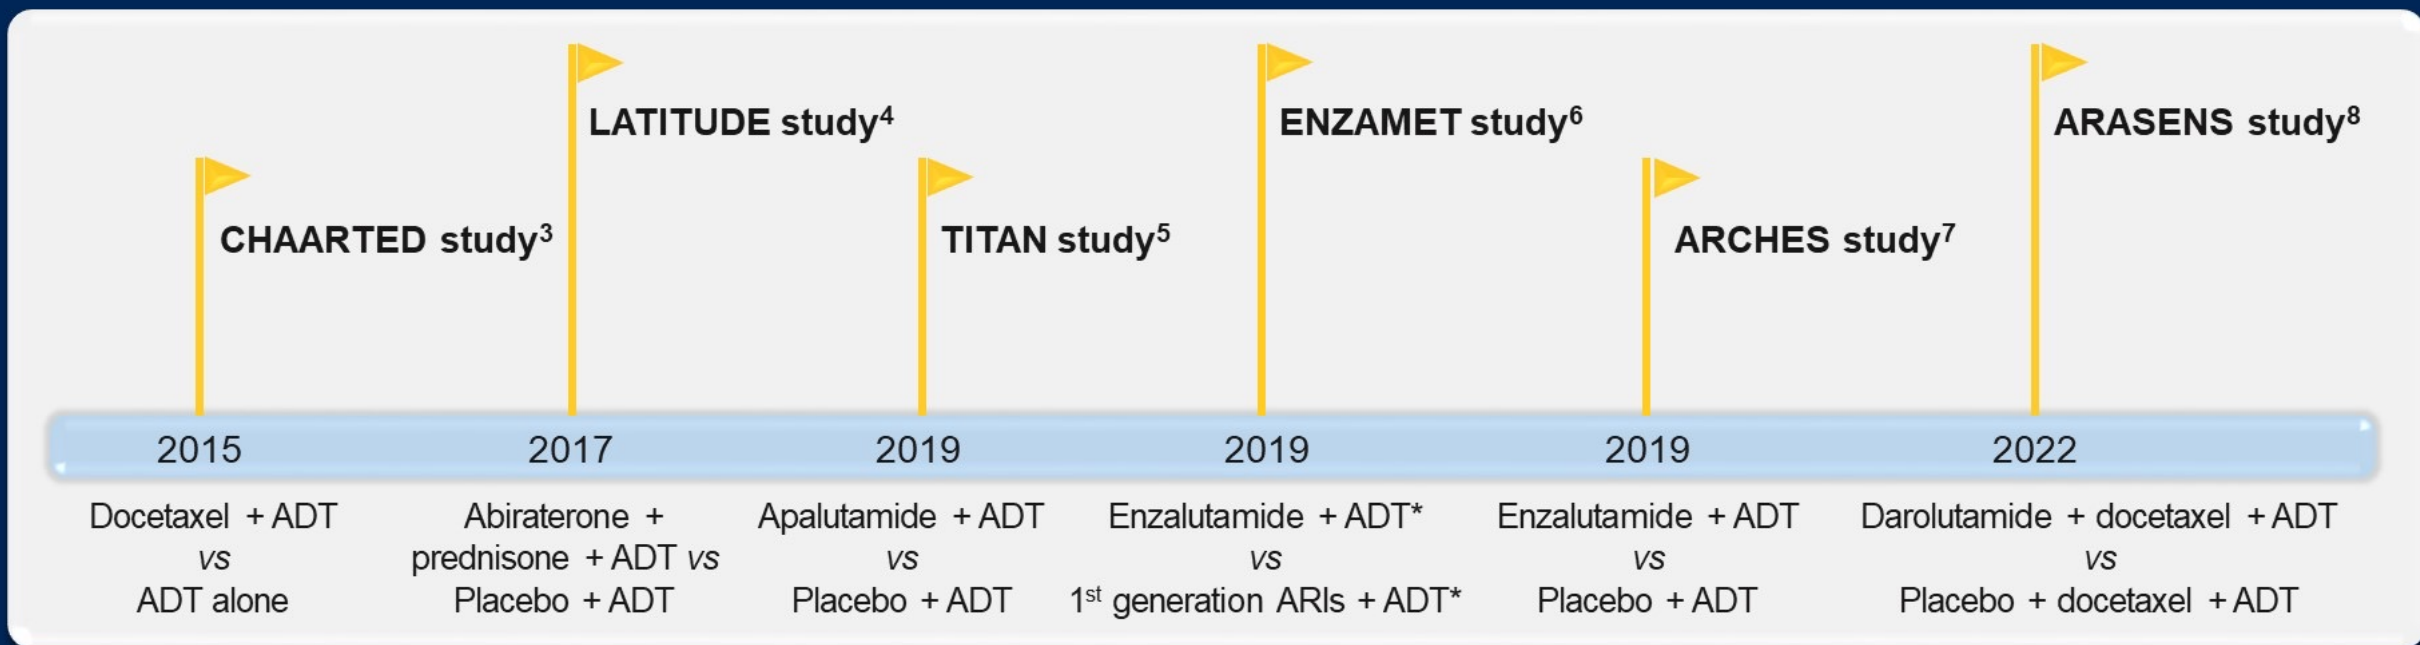 LATITUDE study⁴
ENZAMET study⁶
ARASENS study⁸
CHAARTED study³
TITAN study⁵
ARCHES study⁷
2015
2017
2019
2019
2019
2022
Docetaxel + ADT
vs
ADT alone
Abiraterone +
prednisone + ADT vs
Placebo + ADT
Apalutamide + ADT
vs
Placebo + ADT
Enzalutamide + ADT*
vs
1st generation ARIs + ADT*
Enzalutamide + ADT
vs
Placebo + ADT
Darolutamide + docetaxel + ADT
vs
Placebo + docetaxel + ADT